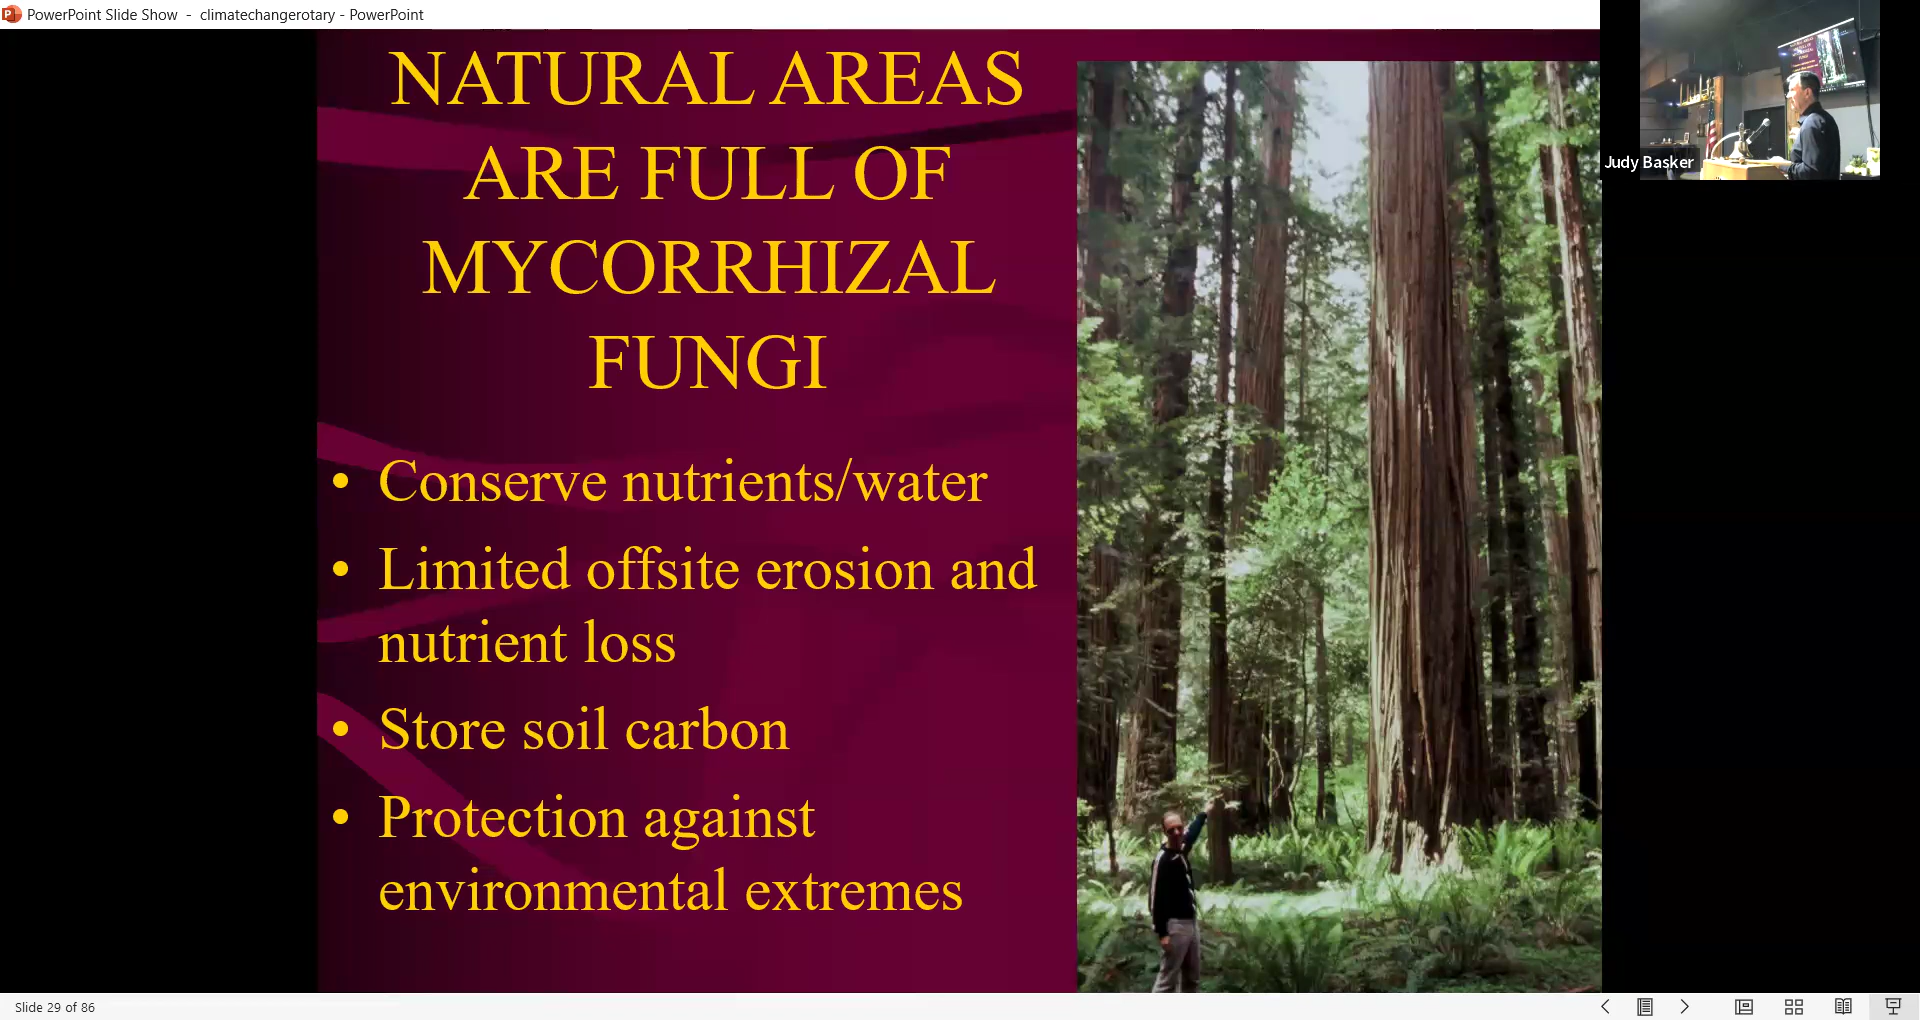 PowerPoint Slide Show - climatechangerotary - PowerPoint
NATURAL AREAS
ARE FULL OF
MYCORRHIZAL
FUNGI
• Conserve nutrients/water
• Limited offsite erosion and
nutrient loss
• Store soil carbon
• Protection against
environmental extremes
Judy Basker
Slide 29 of 86